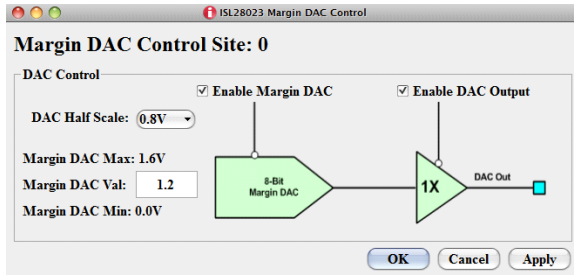 ISL28023 Margin DAC Control
Margin DAC Control Site: 0
DAC Control
Enable Margin DAC
Enable DAC Output
DAC Half Scale: 0.8V
Margin DAC Max: 1.6V
Margin DAC Val: 1.2
Margin DAC Min: 0.0V
8-Bit
Margin DAC
1X
DAC Out
OK Cancel Apply